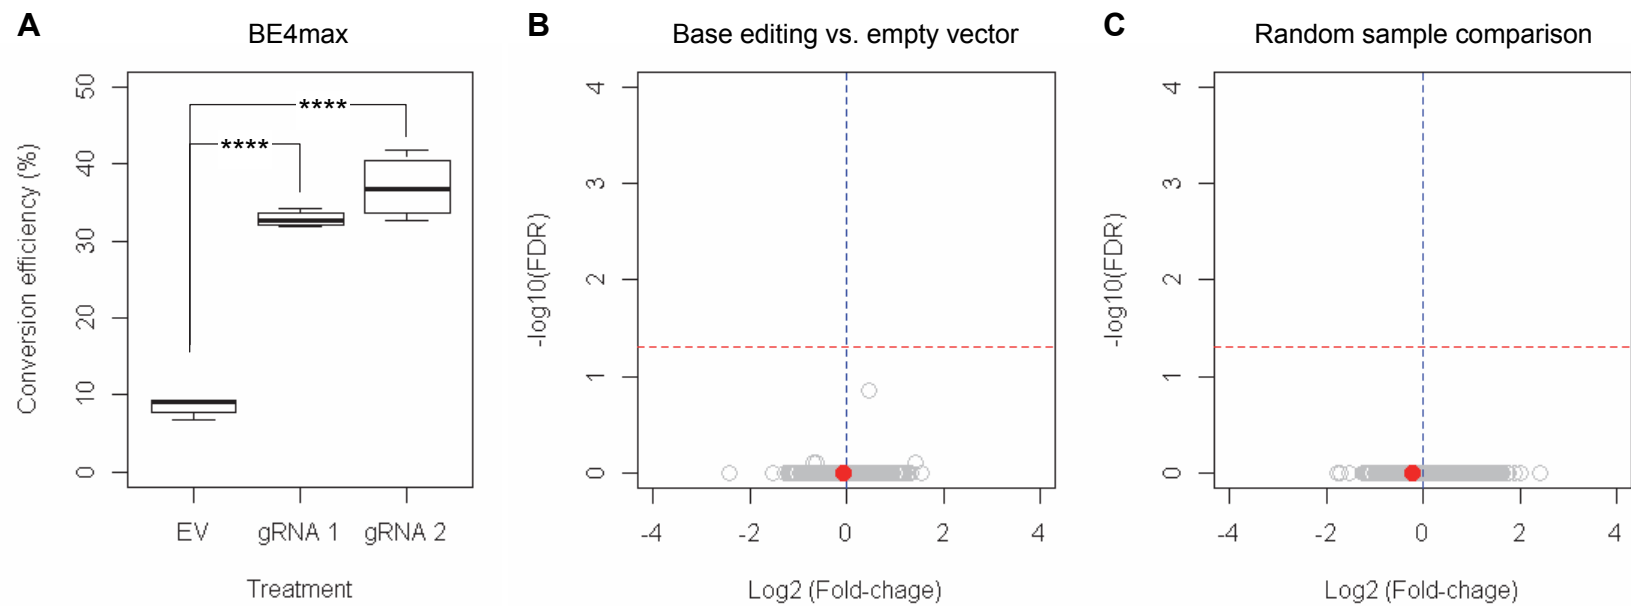 A
BE4max
50
40
30
20
10
0
Conversion efficiency (%)
****
****
EV
gRNA 1
gRNA 2
Treatment
B
Base editing vs. empty vector
4
3
2
1
0
-log10(FDR)
-4
-2
0
2
4
Log2 (Fold-chage)
C
Random sample comparison
4
3
2
1
0
-log10(FDR)
-4
-2
0
2
4
Log2 (Fold-chage)